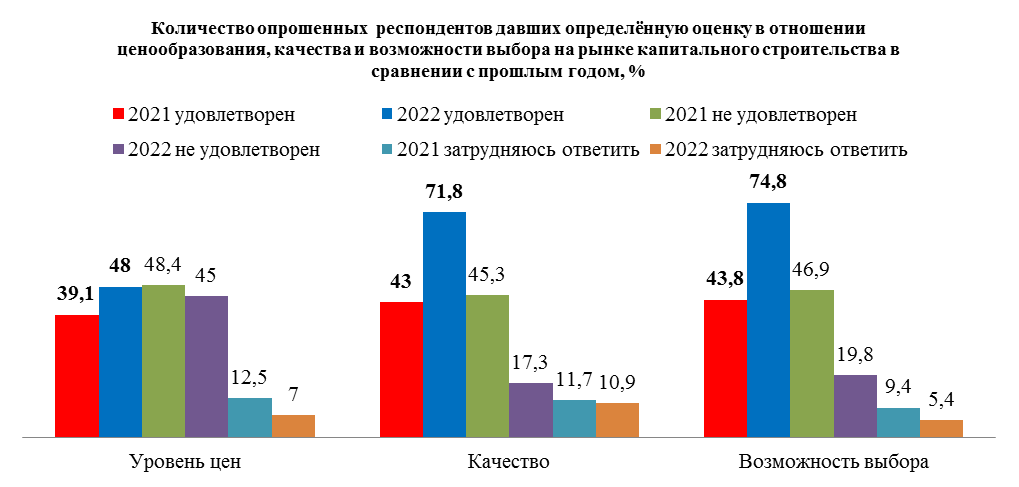 Количество опрошенных респондентов давших определённую оценку в отношении
ценообразования, качества и возможности выбора на рынке капитального строительства в
сравнении с прошлым годом, %
2021 удовлетворен
2022 удовлетворен
2021 не удовлетворен
2022 не удовлетворен
2021 затрудняюсь ответить
2022 затрудняюсь ответить
39,1
48
48,4
45
12,5
7
43
71,8
45,3
17,3
11,7
10,9
43,8
74,8
46,9
19,8
9,4
5,4
Уровень цен
Качество
Возможность выбора